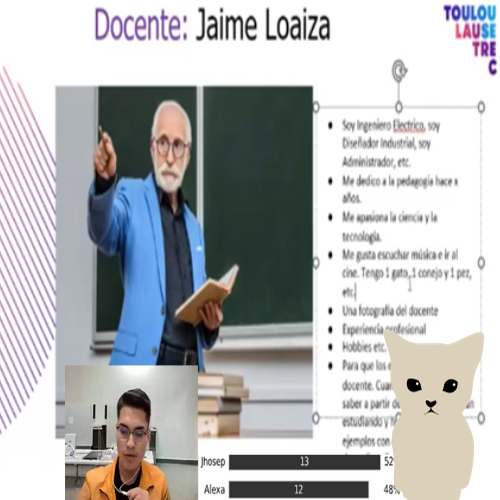 Docente: Jaime Loaiza
TOULOU
LAUSE
TRE
C
Soy Ingeniero Electrico, soy
Diseñador Industrial, soy
Administrador, etc.
Me dedico a la pedagogía hace x
años.
Me apasiona la ciencia y la
tecnología.
Me gusta escuchar música e ir al
cine. Tengo 1 gato, 1 conejo y 1 pez,
etc.
Una fotografía del docente
Experiencia profesional
Hobbies etc.
Para que los
docente. Cua
saber a partir
estudiando y
ejemplos con
Jhosep 13 52
Alexa 12 48%